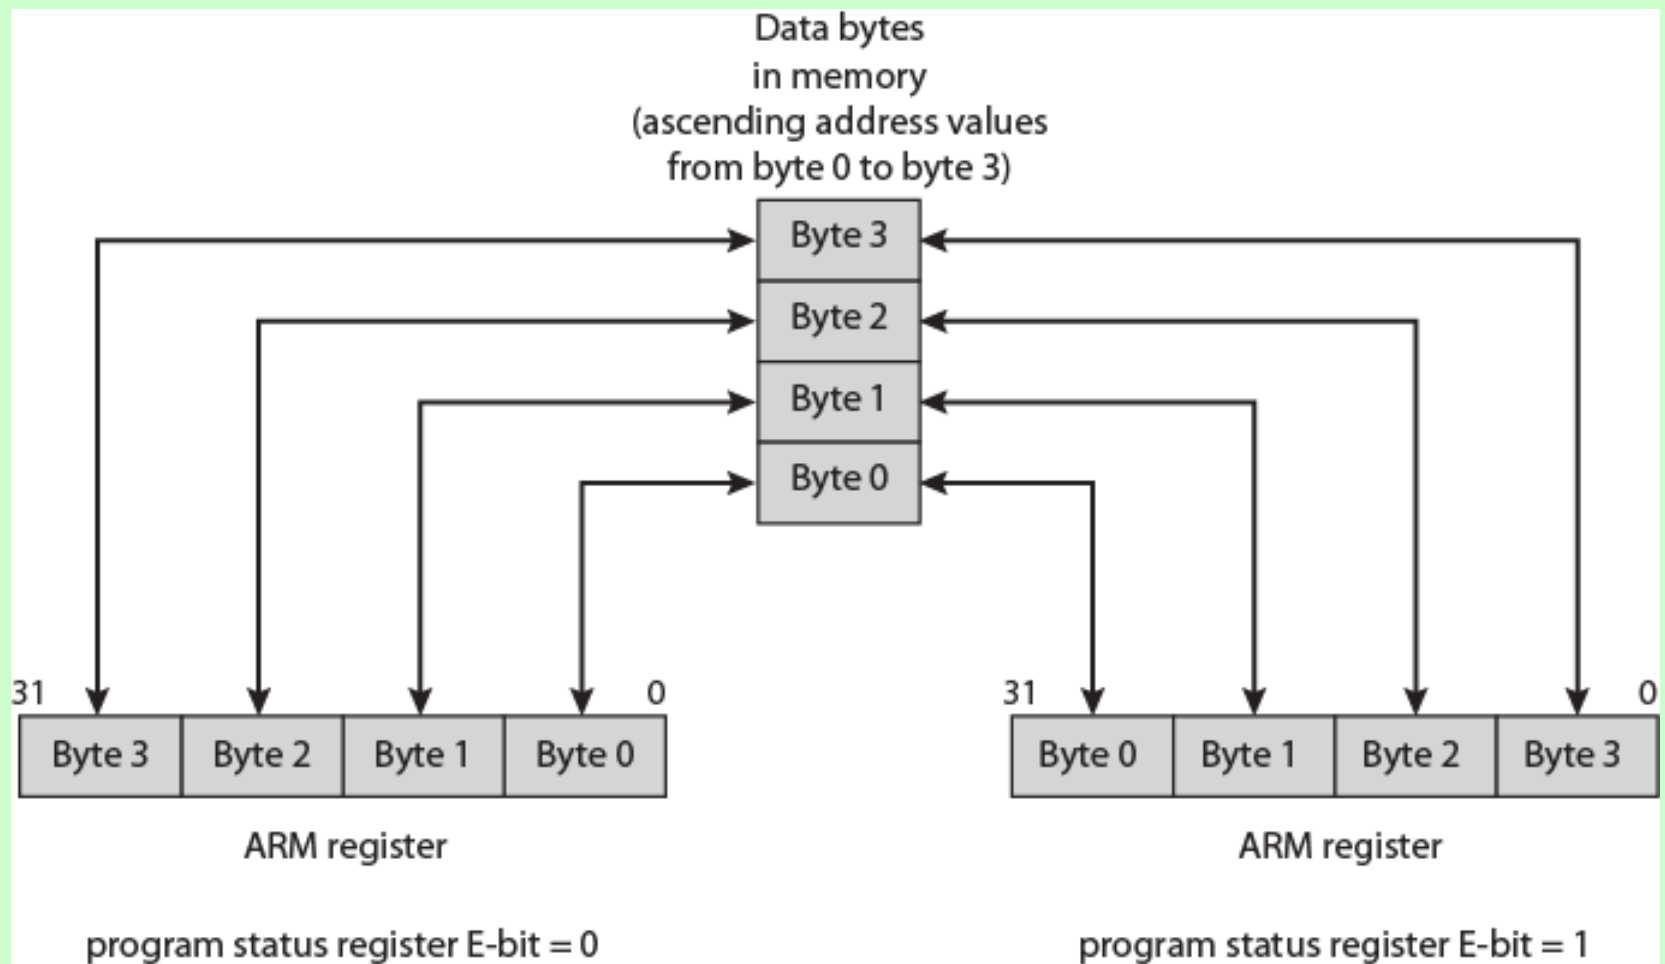 Data bytes
in memory
(ascending address values
from byte 0 to byte 3)
Byte 3
Byte 2
Byte 1
Byte 0
31 0
Byte 3 Byte 2 Byte 1 Byte 0
ARM register
program status register E-bit = 0
31 0
Byte 0 Byte 1 Byte 2 Byte 3
ARM register
program status register E-bit = 1